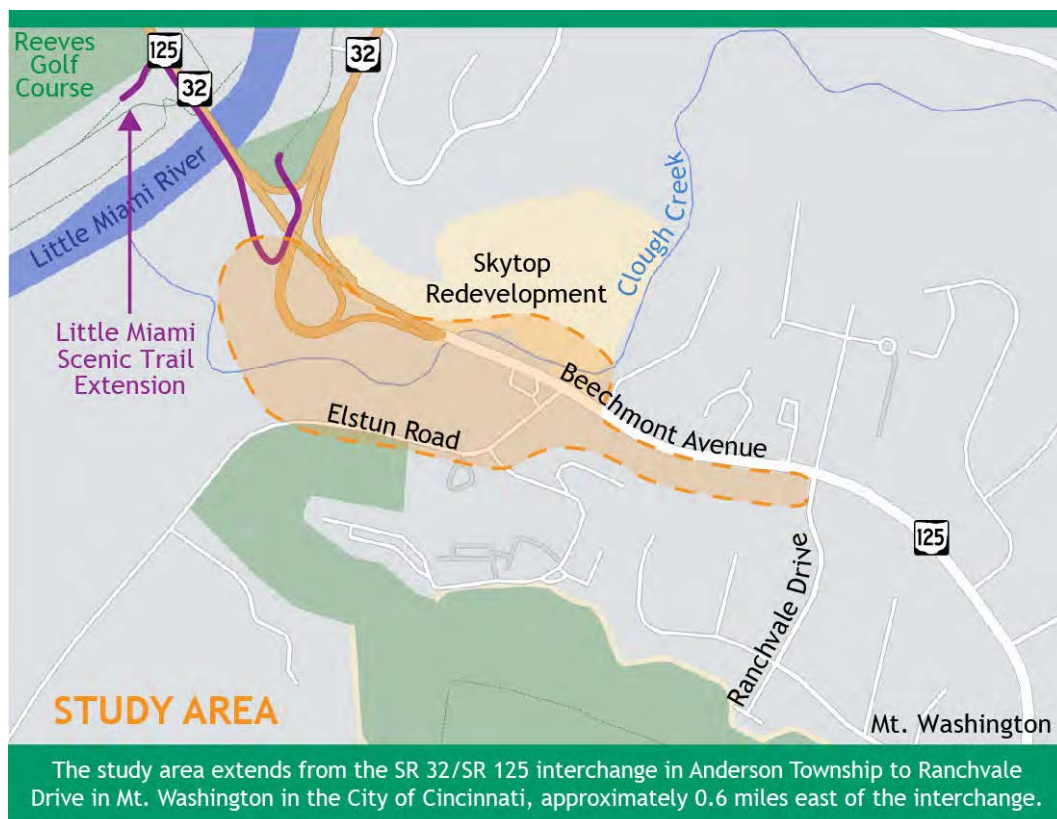 Reeves
Golf
Course
125
32
32
Little Miami River
Clough Creek
Skytop
Redevelopment
Little Miami
Scenic Trail
Extension
Beechmont Avenue
Elstun Road
125
Ranchvale Drive
STUDY AREA
Mt. Washington
The study area extends from the SR 32/SR 125 interchange in Anderson Township to Ranchvale
Drive in Mt. Washington in the City of Cincinnati, approximately 0.6 miles east of the interchange.